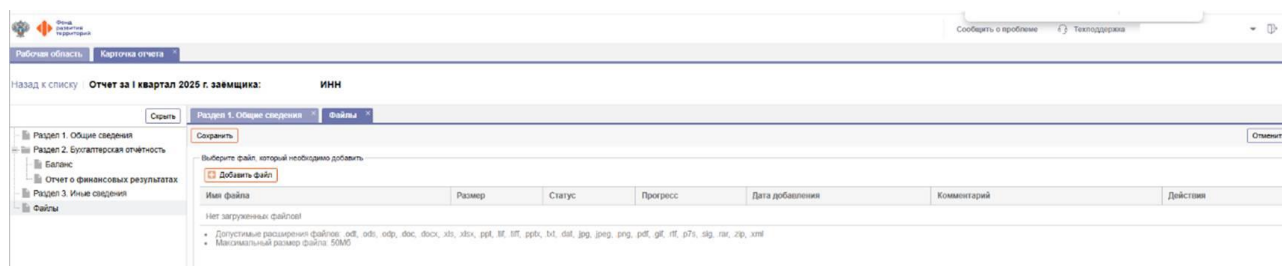 Фонд
развития
территорий
Сообщить о проблеме Техподдержка
Рабочая область Карточка отчета
Назад к списку Отчет за I квартал 2025 г. заёмщика: ИНН
Скрыть Раздел 1. Общие сведения Файлы
Раздел 1. Общие сведения Сохранить Отменит
Раздел 2. Бухгалтерская отчётность
Баланс Выберите файл, который необходимо добавить
Отчет о финансовых результатах Добавить файл
Раздел 3. Иные сведения Имя файла Размер Статус Прогресс Дата добавления Комментарий Действия
Файлы Нет загруженных файлов!
Допустимые расширения файлов: .odf, .ods, .odp, .doc, .docx, .xls, .xlsx, .ppt, .tif, .tiff, .pptx, .txt, .dat, .jpg, .jpeg, .png, .pdf, .gif, .rtf, .p7s, .sig, .rar, .zip, .xml
Максимальный размер файла: 50Мб